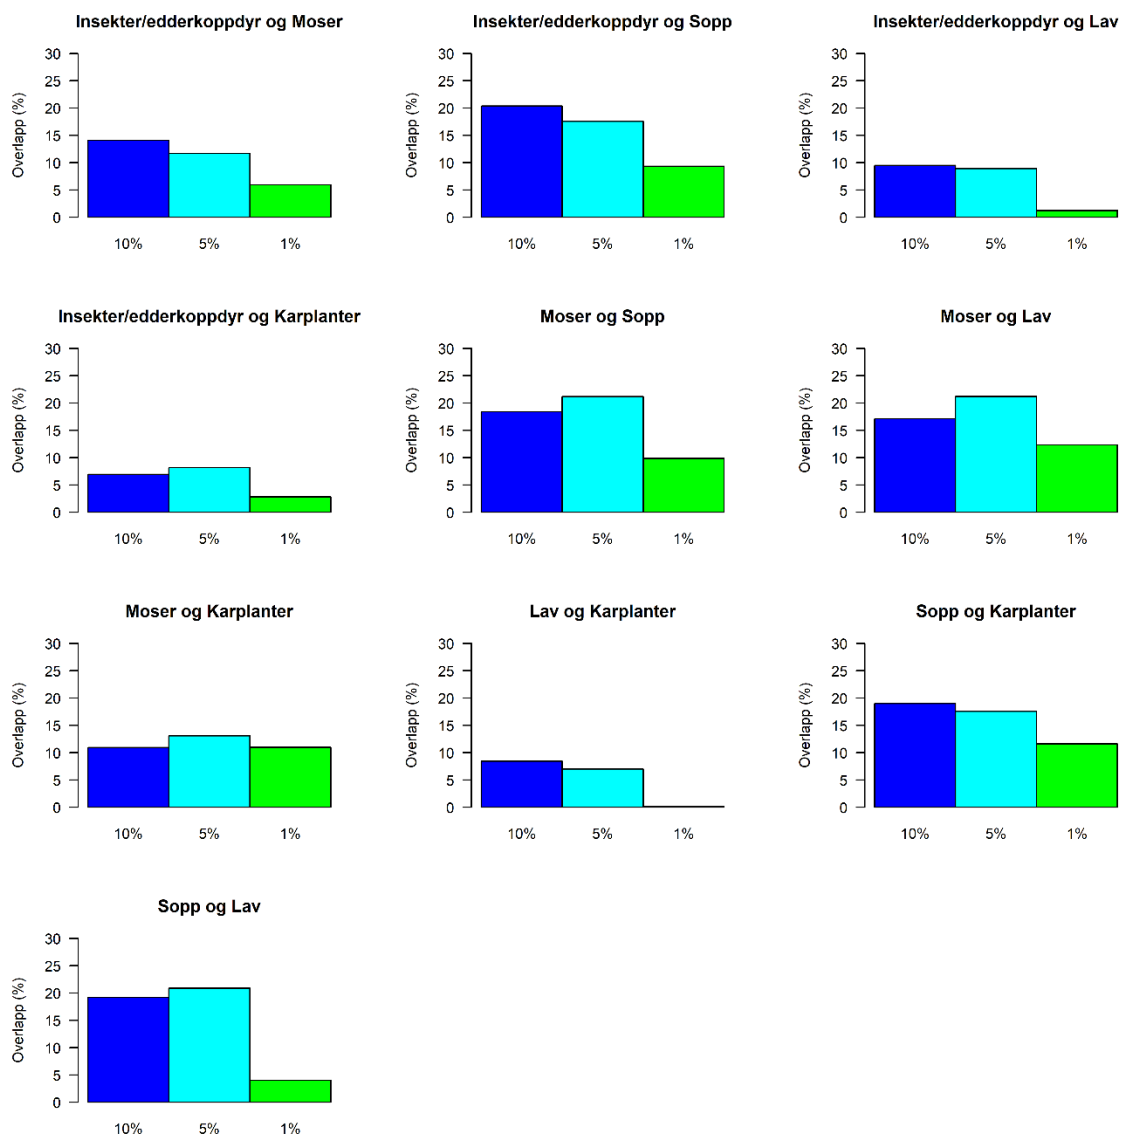 Insekter/edderkoppdyr og Moser
Overlapp (%)
30
25
20
15
10
5
0
10% 5% 1%
Insekter/edderkoppdyr og Sopp
Overlapp (%)
30
25
20
15
10
5
0
10% 5% 1%
Insekter/edderkoppdyr og Lav
Overlapp (%)
30
25
20
15
10
5
0
10% 5% 1%
Insekter/edderkoppdyr og Karplanter
Overlapp (%)
30
25
20
15
10
5
0
10% 5% 1%
Moser og Sopp
Overlapp (%)
30
25
20
15
10
5
0
10% 5% 1%
Moser og Lav
Overlapp (%)
30
25
20
15
10
5
0
10% 5% 1%
Moser og Karplanter
Overlapp (%)
30
25
20
15
10
5
0
10% 5% 1%
Lav og Karplanter
Overlapp (%)
30
25
20
15
10
5
0
10% 5% 1%
Sopp og Karplanter
Overlapp (%)
30
25
20
15
10
5
0
10% 5% 1%
Sopp og Lav
Overlapp (%)
30
25
20
15
10
5
0
10% 5% 1%